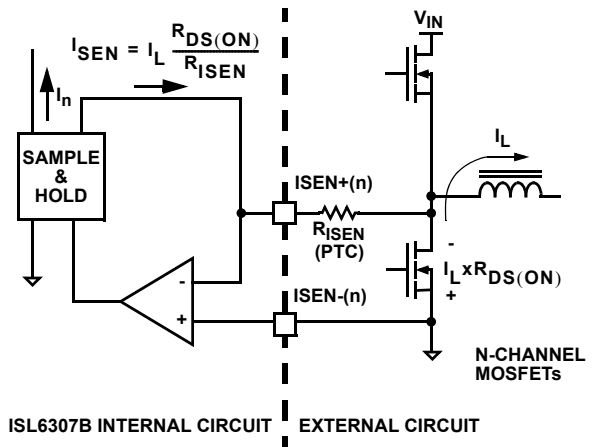 V_IN
I_SEN = I_L R_DS(ON) / R_ISEN
I_n
I_L
SAMPLE
&
HOLD
ISEN+(n)
R_ISEN
(PTC)
-
I_L x R_DS(ON)
+
-
+
ISEN-(n)
N-CHANNEL
MOSFETs
ISL6307B INTERNAL CIRCUIT
EXTERNAL CIRCUIT